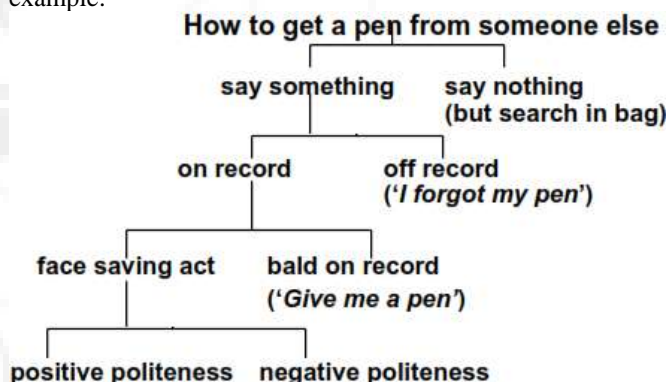 example:
How to get a pen from someone else
say something say nothing
(but search in bag)
on record off record
('I forgot my pen')
face saving act bald on record
('Give me a pen')
positive politeness negative politeness